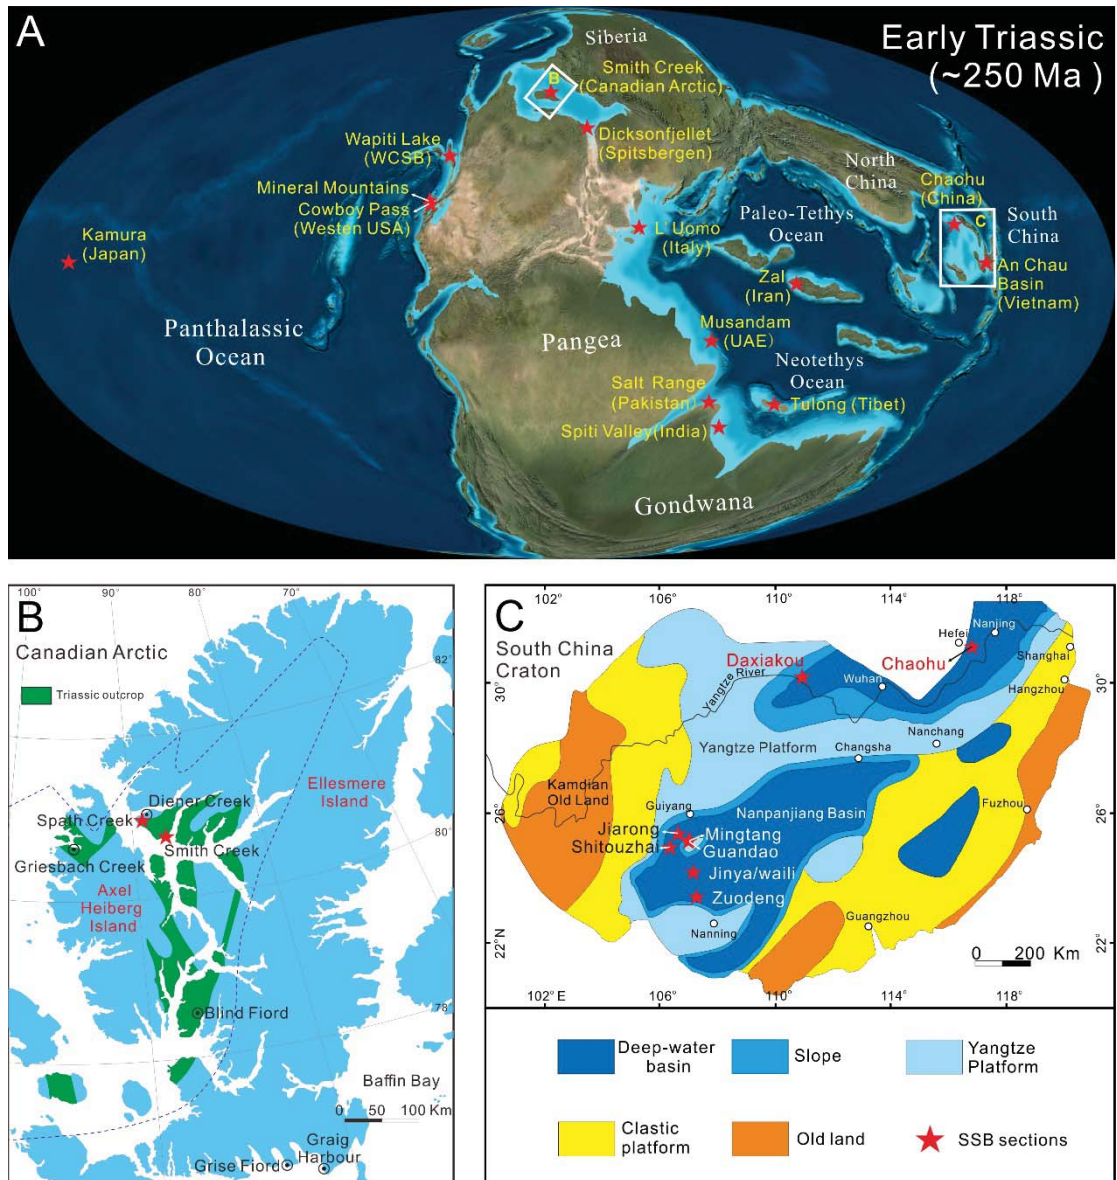 A
Early Triassic
(~250 Ma )
Siberia
Smith Creek
(Canadian Arctic)
B
Dicksonfjellet
(Spitsbergen)
Wapiti Lake
(WCSB)
Mineral Mountains
Cowboy Pass
(Westen USA)
Kamura
(Japan)
Panthalassic
Ocean
North
China
Chaohu
(China)
C
South
China
Paleo-Tethys
Ocean
L' Uomo
(Italy)
An Chau
Basin
(Vietnam)
Zal
(Iran)
Musandam
(UAE)
Pangea
Neotethys
Ocean
Salt Range
(Pakistan)
Tulong (Tibet)
Spiti Valley(India)
Gondwana
B
100°
90°
80°
70°
Canadian Arctic
Triassic outcrop
82°
Ellesmere
Island
Diener Creek
Spath Creek
80°
Smith Creek
Griesbach Creek
Axel
Heiberg
Island
78°
Blind Fiord
Baffin Bay
0 50 100 Km
Graig
Harbour
Grise Fiord
C
102°
106°
110°
114°
118°
South China
Craton
Hefei
Nanjing
Daxiakou
Chaohu
Shanghai
30°
30°
Yangtze River
Wuhan
Hangzhou
Nanchang
Yangtze Platform
Changsha
Kamdian
Old Land
Guiyang
Nanpanjiang Basin
Fuzhou
26°
26°
Jiarong
Mingtang
Shitouzhai
Guandao
Jinya/waili
Zuodeng
Guangzhou
Nanning
22°N
22°
0 200 Km
102°E
106°
110°
114°
118°
Deep-water
basin
Slope
Yangtze
Platform
Clastic
platform
Old land
SSB sections